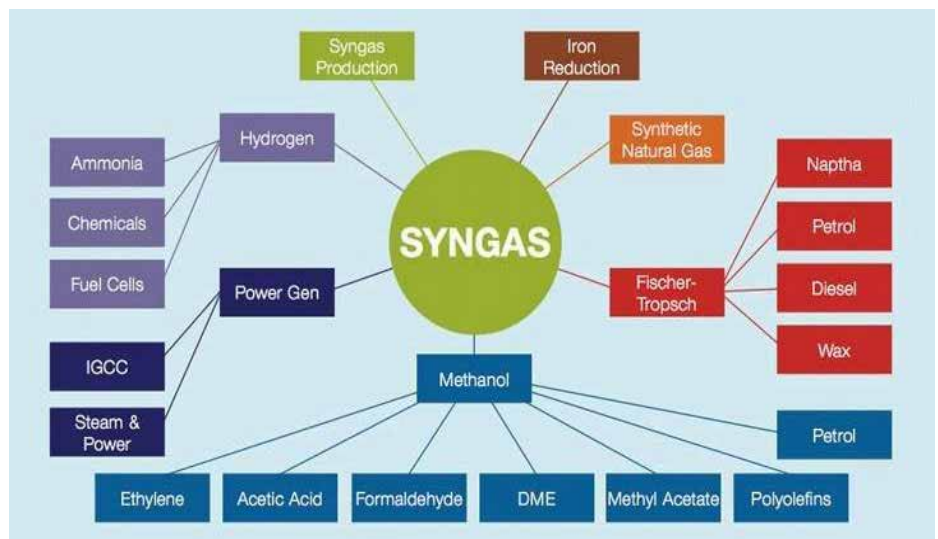 Syngas
Production
Iron
Reduction
Hydrogen
Synthetic
Natural Gas
Ammonia
Naptha
Chemicals
Petrol
SYNGAS
Fuel Cells
Power Gen
Fischer-
Tropsch
Diesel
IGCC
Wax
Methanol
Steam &
Power
Petrol
Ethylene
Acetic Acid
Formaldehyde
DME
Methyl Acetate
Polyolefins